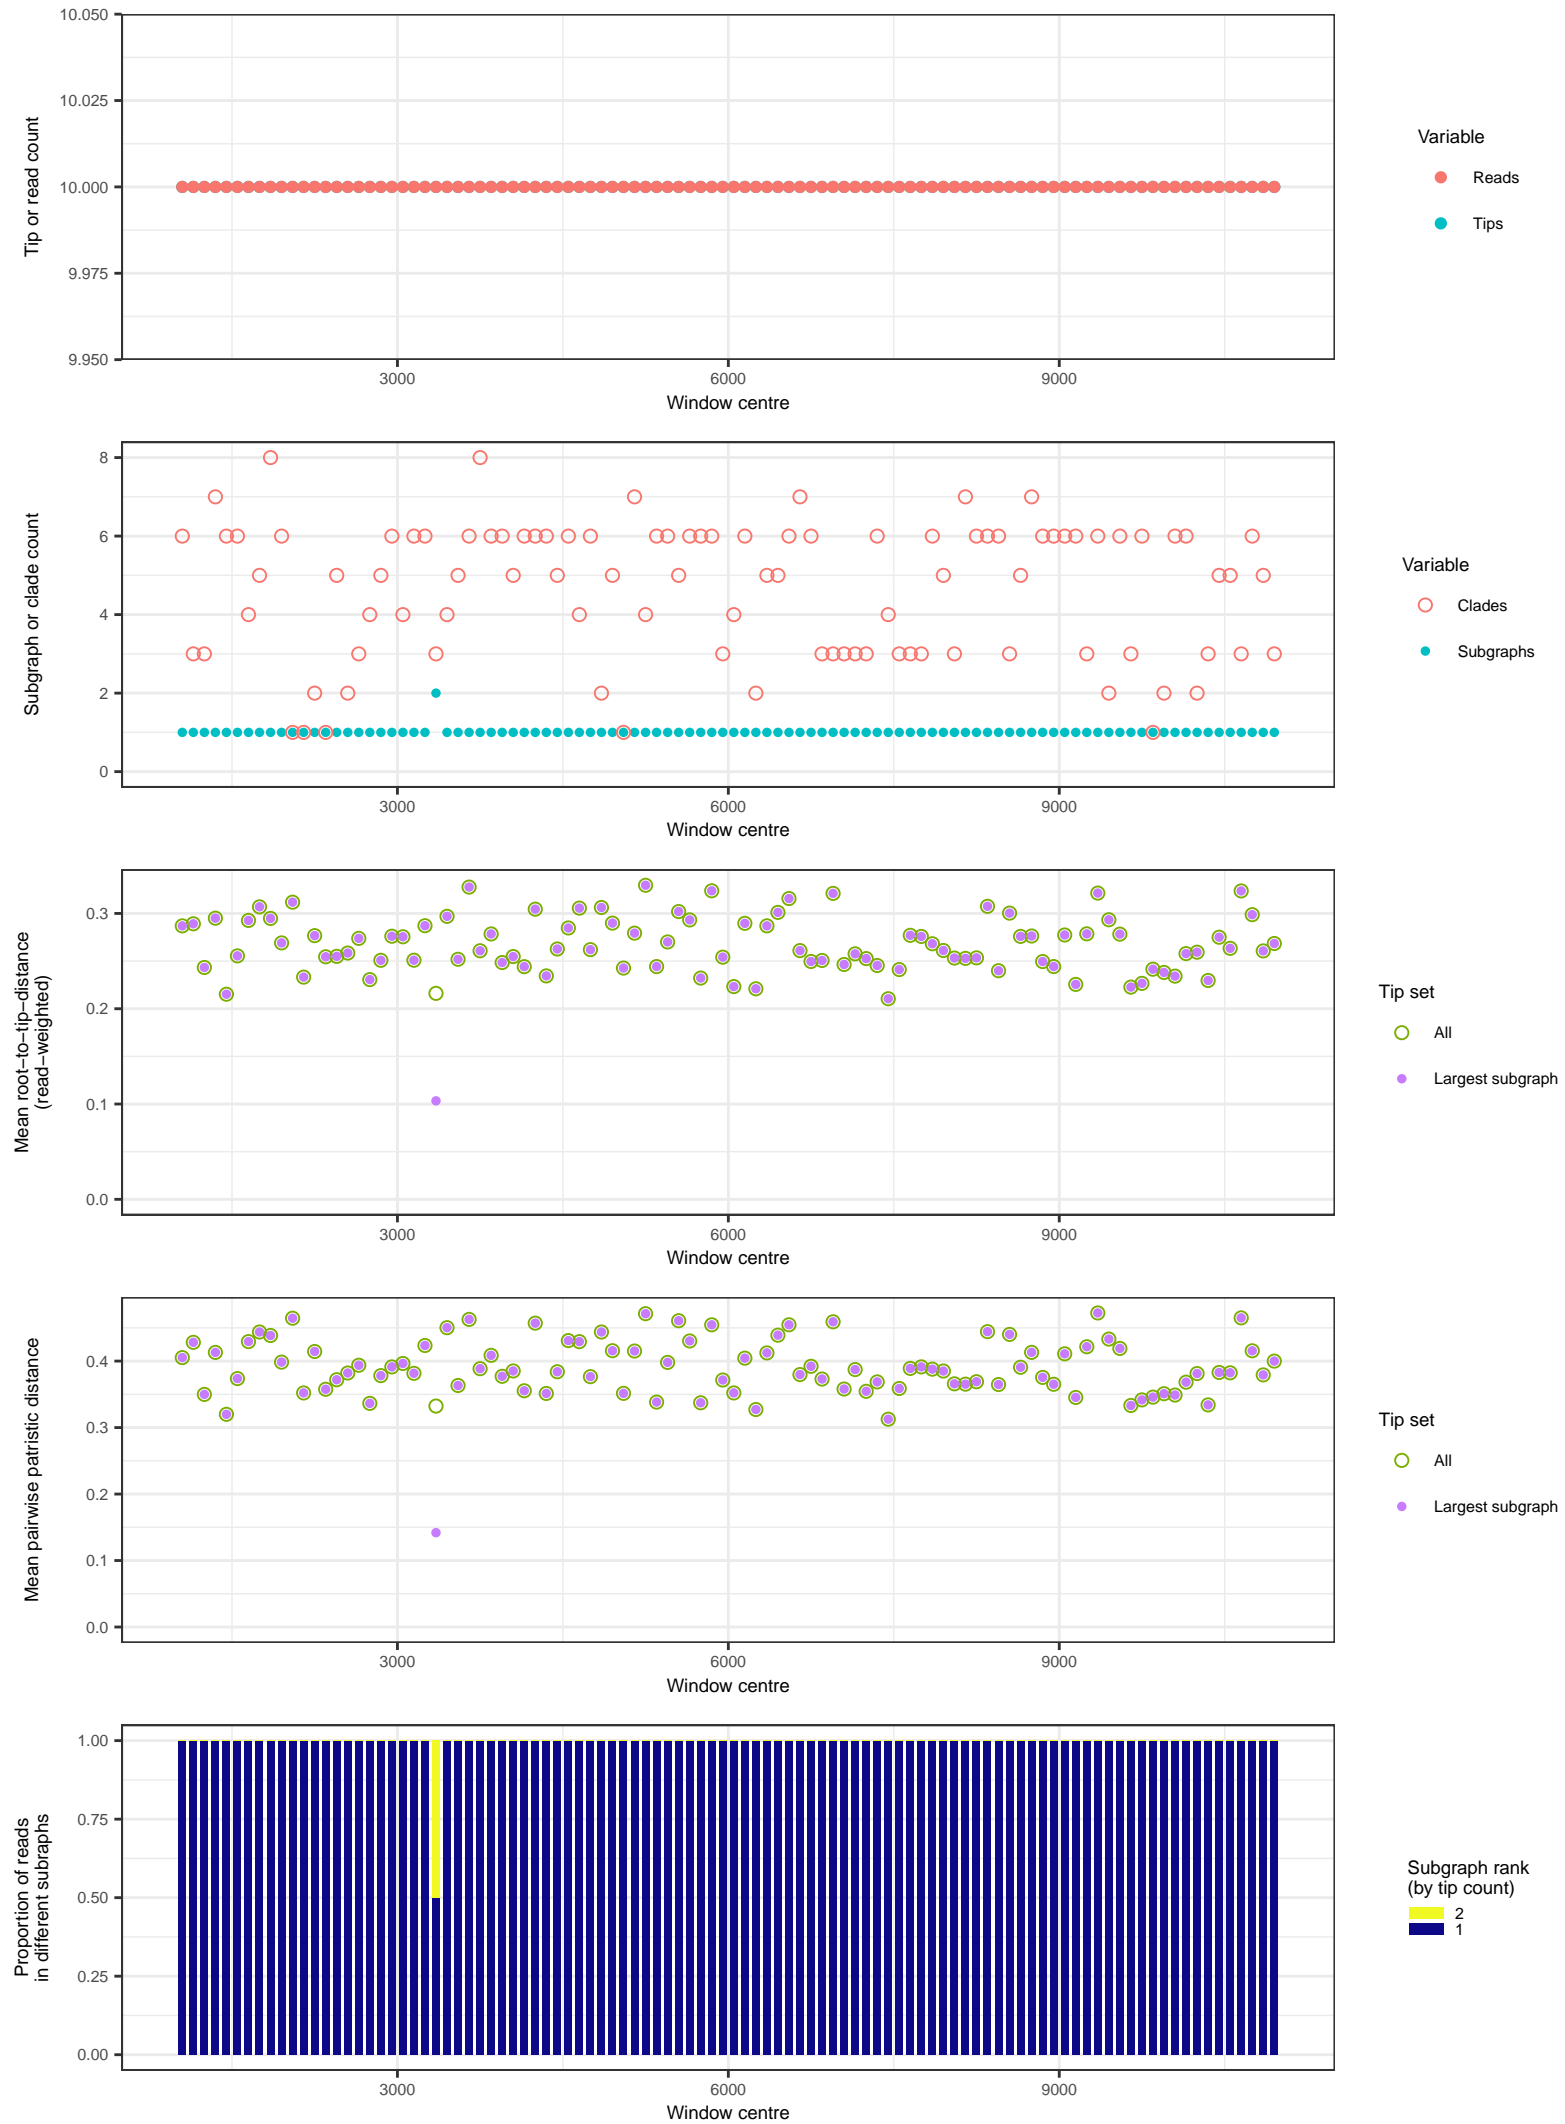 10.050
10.025
10.000
9.975
9.950
Tip or read count
3000 6000 9000
Window centre
Variable
Reads
Tips
8
6
4
2
0
Subgraph or clade count
3000 6000 9000
Window centre
Variable
Clades
Subgraphs
0.3
0.2
0.1
0.0
Mean root−to−tip−distance
(read−weighted)
3000 6000 9000
Window centre
Tip set
All
Largest subgraph
0.4
0.3
0.2
0.1
0.0
Mean pairwise patristic distance
3000 6000 9000
Window centre
Tip set
All
Largest subgraph
1.00
0.75
0.50
0.25
0.00
Proportion of reads
in different subraphs
3000 6000 9000
Window centre
Subgraph rank
(by tip count)
2
1